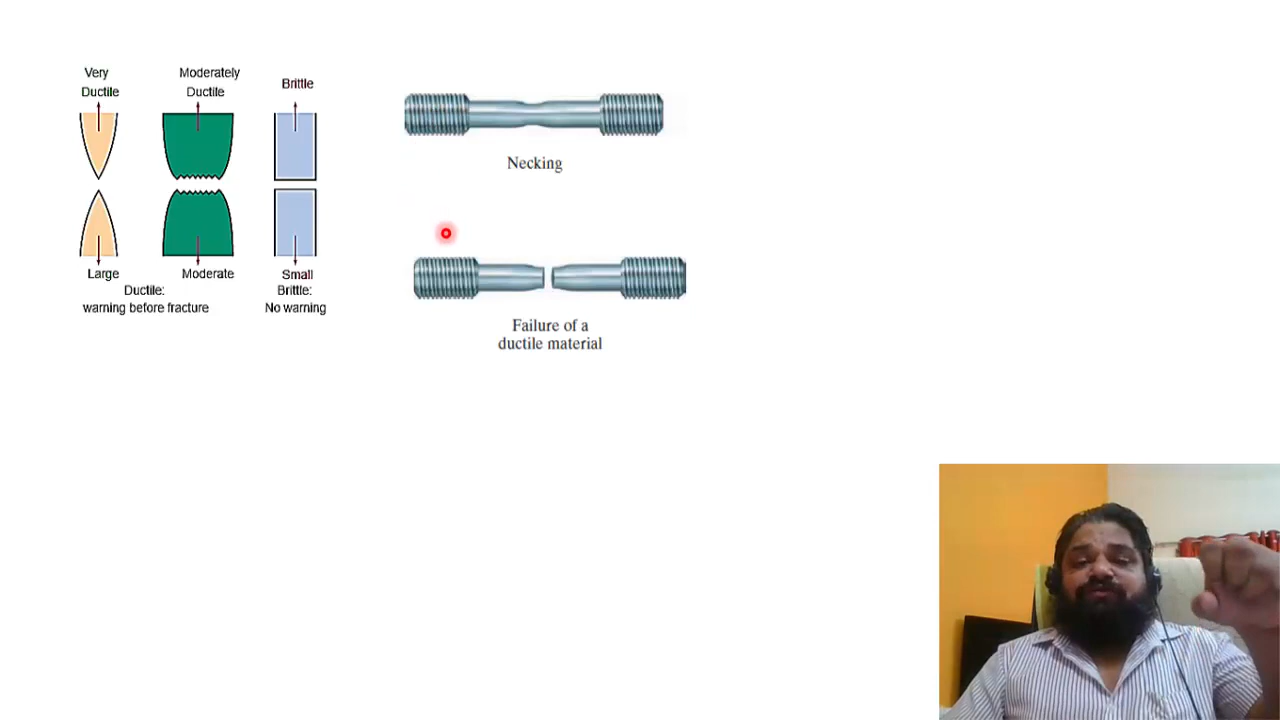 Very
Ductile
Moderately
Ductile
Brittle
Large
Moderate
Small
Ductile:
warning before fracture
Brittle:
No warning
Necking
Failure of a
ductile material